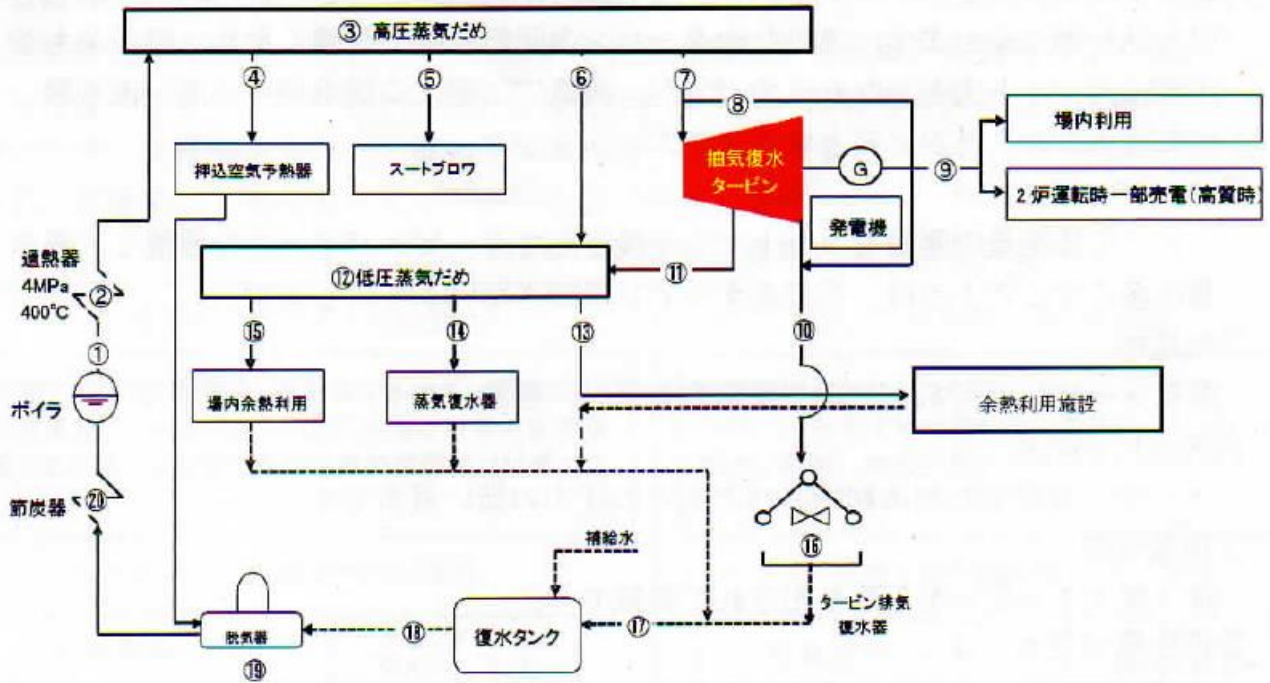 ③ 高圧蒸気だめ
④
⑤
⑥
⑦
⑧
押込空気予熱器
スートブロワ
抽気復水
タービン
G
⑨
場内利用
2炉運転時一部売電(高質時)
発電機
過熱器
4MPa
400℃
②
⑫低圧蒸気だめ
⑪
①
ボイラ
⑮
⑭
⑬
⑩
場内余熱利用
蒸気復水器
余熱利用施設
節炭器
⑳
補給水
⑯
タービン排気
復水器
脱気器
⑱
復水タンク
⑰
⑲